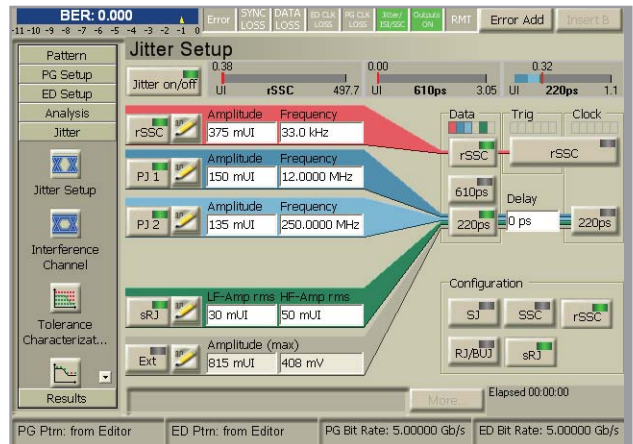 BER: 0.000
-11 -10 -9 -8 -7 -6 -5 -4 -3 -2 -1 0
Error
SYNC LOSS
DATA LOSS
ED CLK LOSS
PG CLK LOSS
Jitter/ ISI/SSC
Outputs ON
RMT
Error Add
Insert B
Pattern
PG Setup
ED Setup
Analysis
Jitter
Jitter Setup
Interference
Channel
Tolerance
Characterizat...
Results
Jitter Setup
Jitter on/off
0.38
UI rSSC 497.7
0.00
UI 610ps 3.05
0.32
UI 220ps 1.1
Amplitude Frequency
rSSC 375 mUI 33.0 kHz
Amplitude Frequency
PJ 1 150 mUI 12.0000 MHz
Amplitude Frequency
PJ 2 135 mUI 250.0000 MHz
LF-Amp rms HF-Amp rms
sRJ 30 mUI 50 mUI
Amplitude (max)
Ext 815 mUI 408 mV
Data Trig Clock
rSSC rSSC
610ps
Delay
220ps 0 ps 220ps
Configuration
SJ SSC rSSC
RJ/BUJ sRJ
More...
Elapsed 00:00:00
PG Ptrn: from Editor
ED Ptrn: from Editor
PG Bit Rate: 5.00000 Gb/s
ED Bit Rate: 5.00000 Gb/s